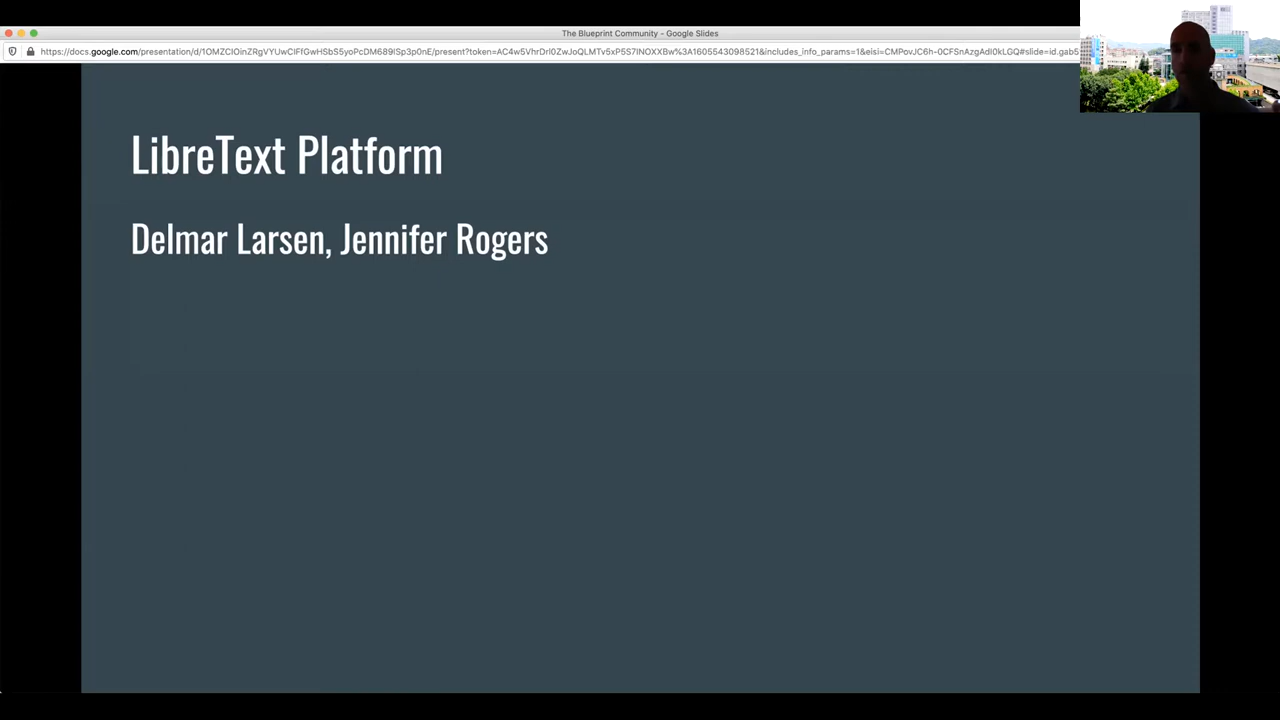 The Blueprint Community - Google Slides
LibreText Platform
Delmar Larsen, Jennifer Rogers